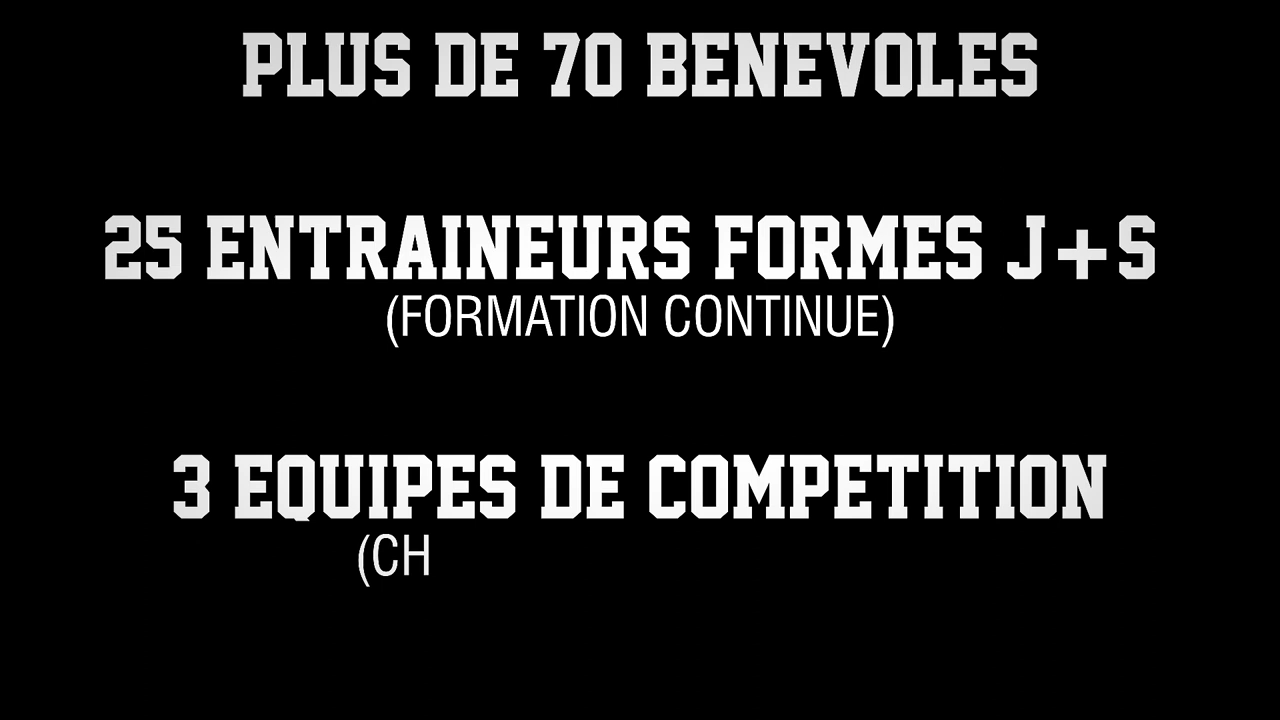 PLUS DE 70 BENEVOLES
25 ENTRAINEURS FORMES J+S
(FORMATION CONTINUE)
3 EQUIPES DE COMPETITION
(CH